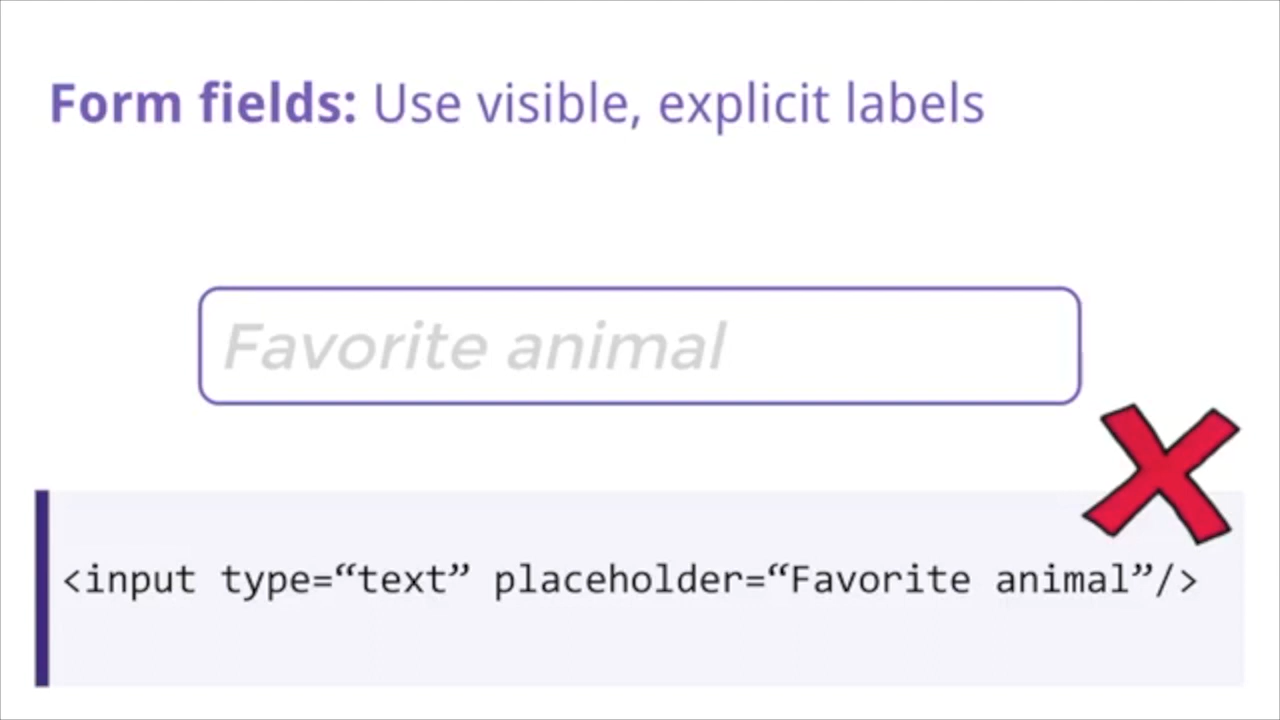 Form fields: Use visible, explicit labels
Favorite animal
<input type=“text” placeholder=“Favorite animal”/>